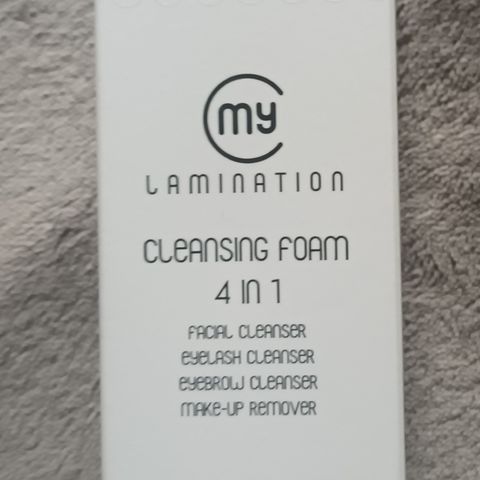 my
LAMINATION
CLEANSING FOAM
4 IN 1
FACIAL CLEANSER
EYELASH CLEANSER
EYEBROW CLEANSER
MAKE-UP REMOVER